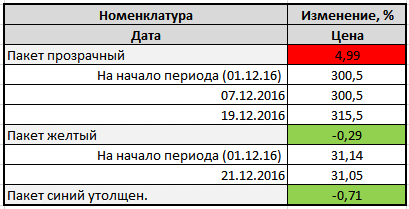 Номенклатура Изменение, %
Дата Цена
Пакет прозрачный 4,99
На начало периода (01.12.16) 300,5
07.12.2016 300,5
19.12.2016 315,5
Пакет желтый -0,29
На начало периода (01.12.16) 31,14
21.12.2016 31,05
Пакет синий утолщен. -0,71